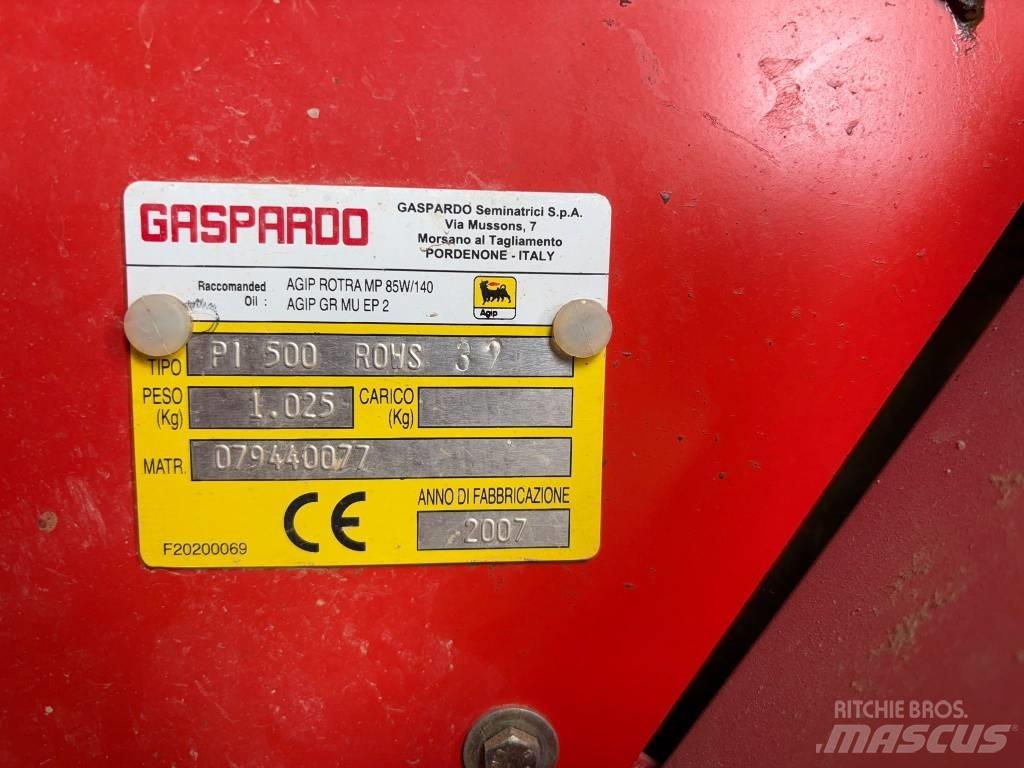 GASPARDO
GASPARDO Seminatrici S.p.A.
Via Mussons, 7
Morsano al Tagliamento
PORDENONE - ITALY
Raccomanded Oil :
AGIP ROTRA MP 85W/140
AGIP GR MU EP 2
Agip
TIPO P1 500 ROWS 39
PESO (Kg) 1.025 CARICO (Kg)
MATR. 079440077
CE
ANNO DI FABBRICAZIONE
2007
F20200069
RITCHIE BROS.
MASCUS